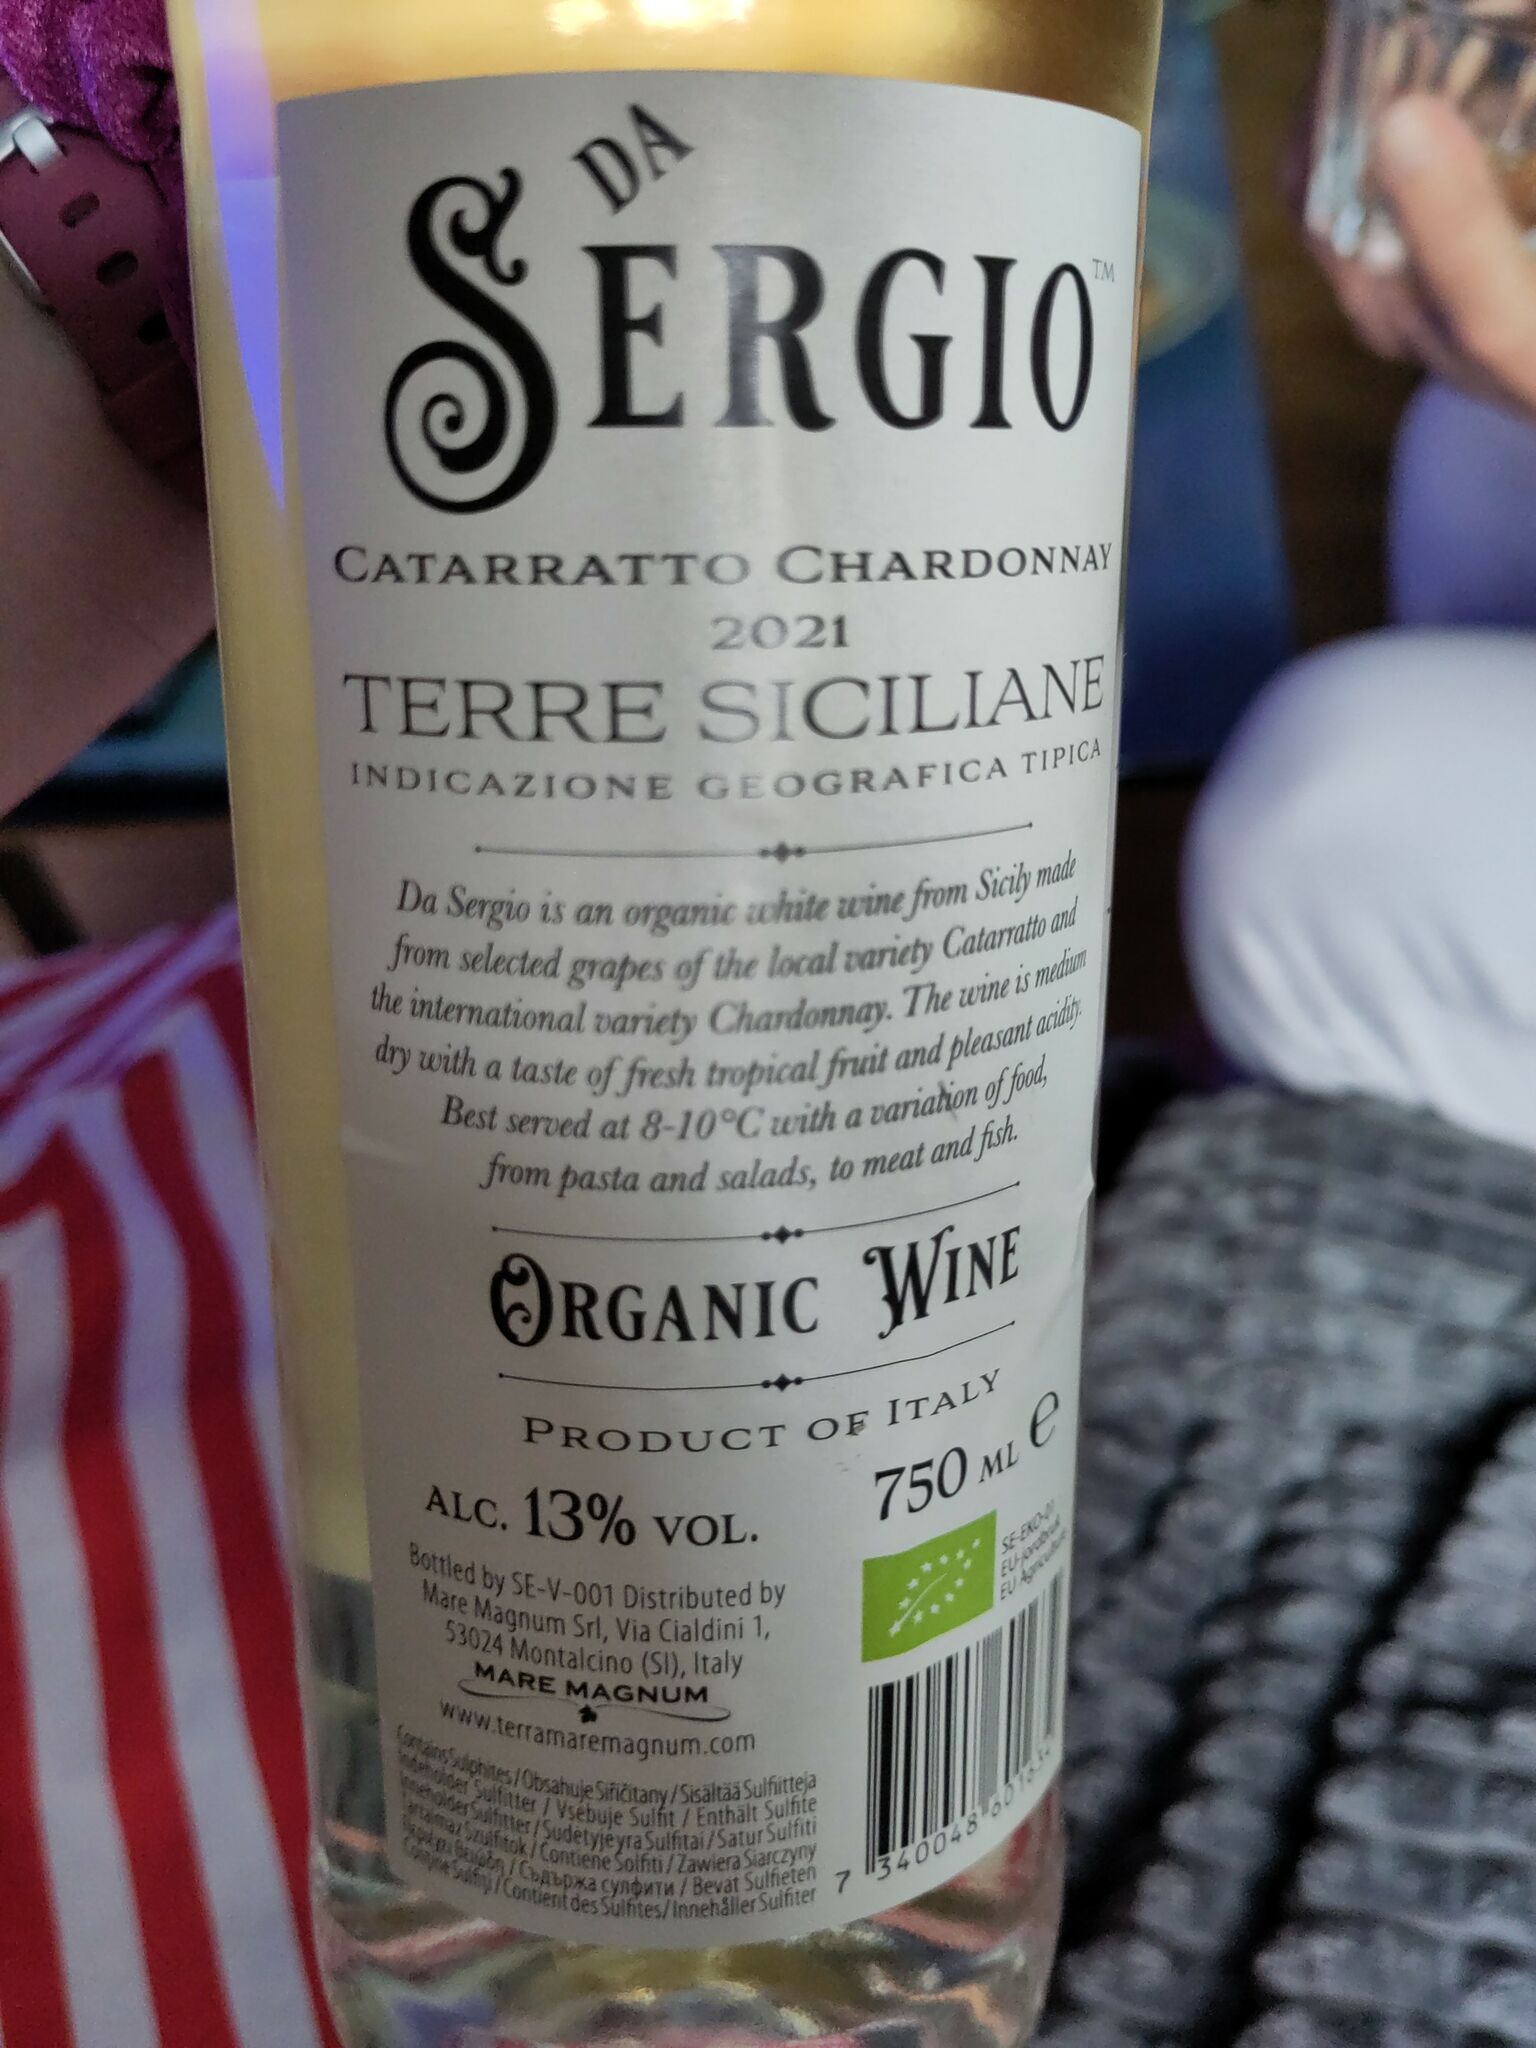 DA
SERGIO™
CATARRATTO CHARDONNAY
2021
TERRE SICILIANE
INDICAZIONE GEOGRAFICA TIPICA
Da Sergio is an organic white wine from Sicily made
from selected grapes of the local variety Catarratto and
the international variety Chardonnay. The wine is medium
dry with a taste of fresh tropical fruit and pleasant acidity.
Best served at 8-10°C with a variation of food,
from pasta and salads, to meat and fish.
ORGANIC WINE
PRODUCT OF ITALY
750 ML e
ALC. 13% VOL.
Bottled by SE-V-001 Distributed by
Mare Magnum Srl, Via Cialdini 1,
53024 Montalcino (SI), Italy
MARE MAGNUM
www.terramaremagnum.com
EU Agriculture
Contains Sulphites / Obsahuje Siřičitany / Sisältää Sulfiitteja
Indeholder Sulfitter / Vsebuje Sulfit / Enthält Sulfite
Inneholder Sulfitter / Sudėtyje yra Sulfitai / Satur Sulfiti
Tartalmaz Szulfitok / Contiene Solfiti / Zawiera Siarczyny
Съдържа сулфити / Bevat Sulfieten
Conține Sulfiți / Contient des Sulfites / Innehåller Sulfiter
7 340048